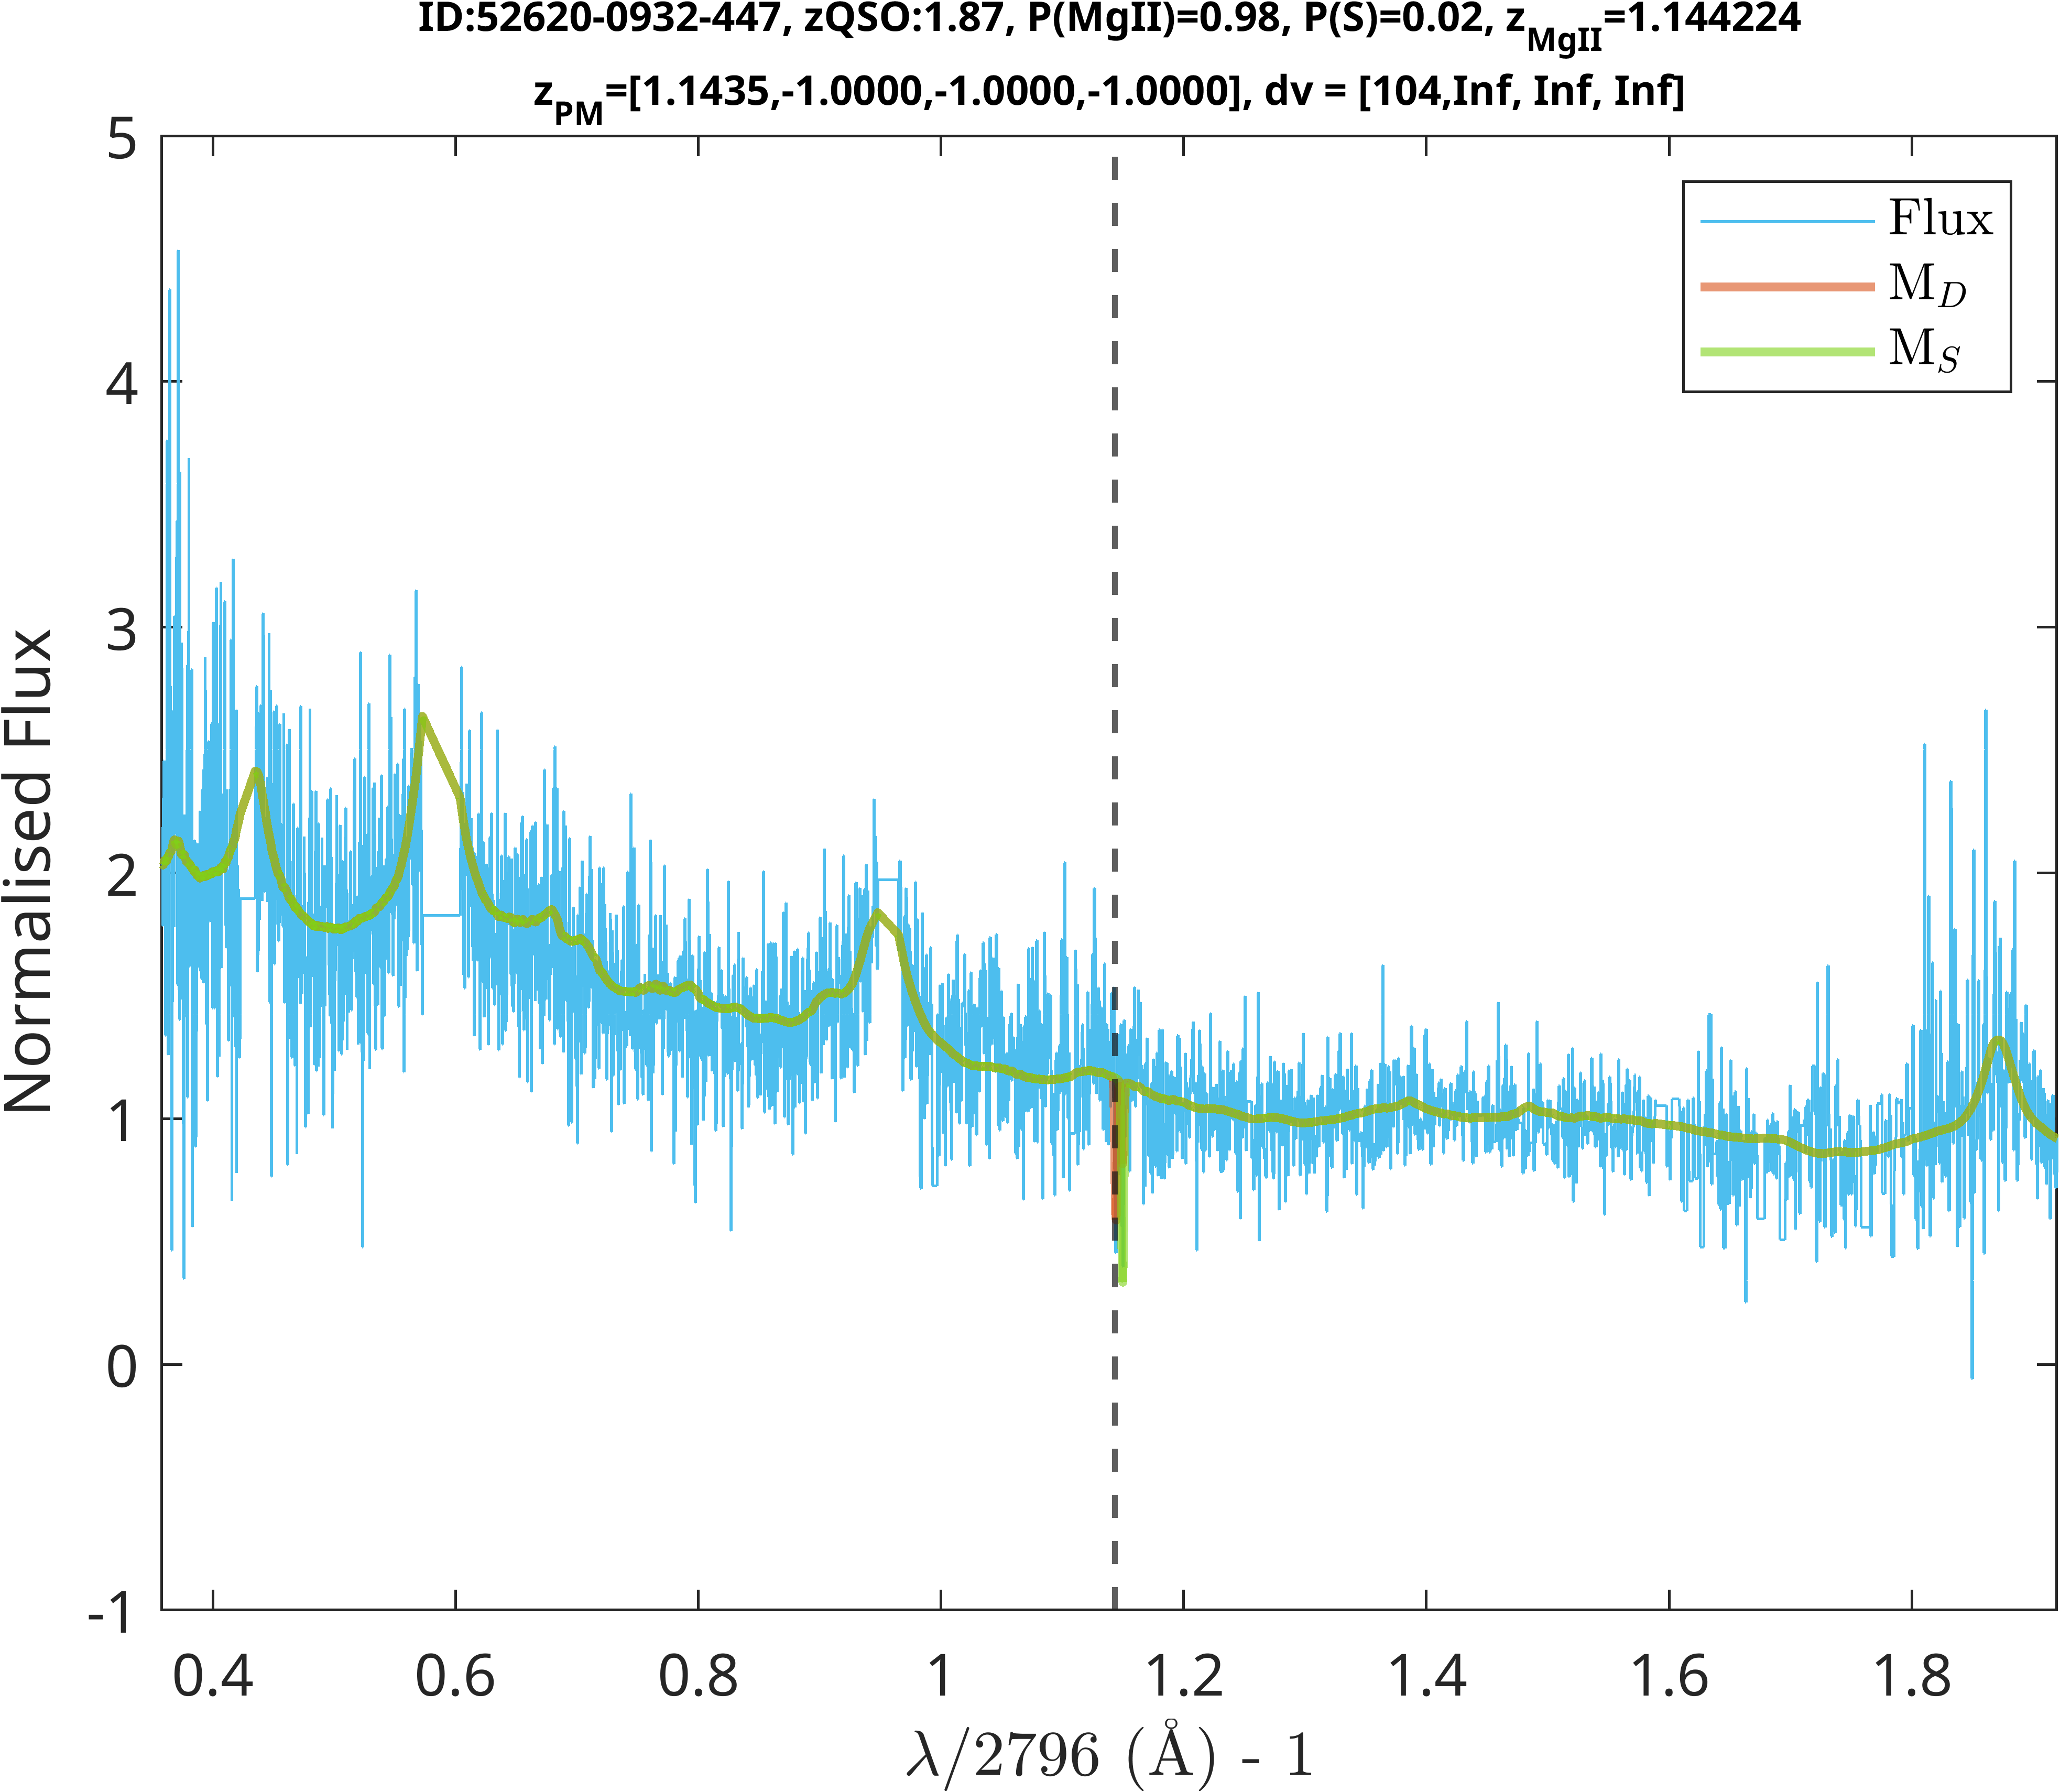 ID:52620-0932-447, zQSO:1.87, P(MgII)=0.98, P(S)=0.02, zMgII=1.144224
zPM=[1.1435,-1.0000,-1.0000,-1.0000], dv = [104,Inf, Inf, Inf]
5
4
3
2
1
0
-1
Normalised Flux
Flux
MD
MS
0.4 0.6 0.8 1 1.2 1.4 1.6 1.8
λ/2796 (Å) - 1